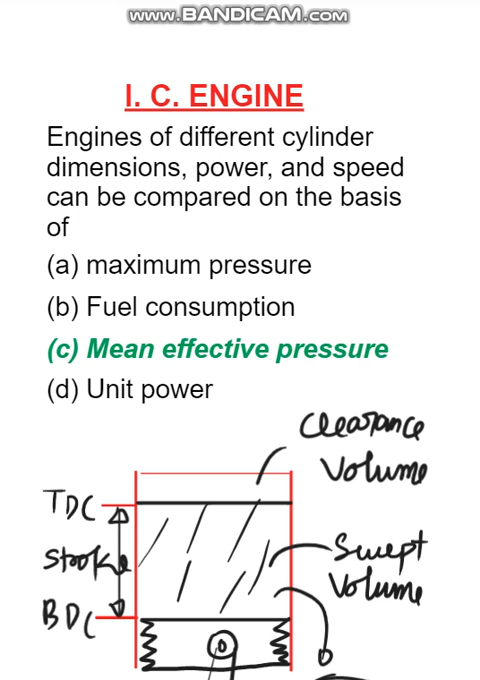 www.BANDICAM.com
I. C. ENGINE
Engines of different cylinder
dimensions, power, and speed
can be compared on the basis
of
(a) maximum pressure
(b) Fuel consumption
(c) Mean effective pressure
(d) Unit power
Clearance
Volume
TDC
Stroke
Swept
Volume
BDC